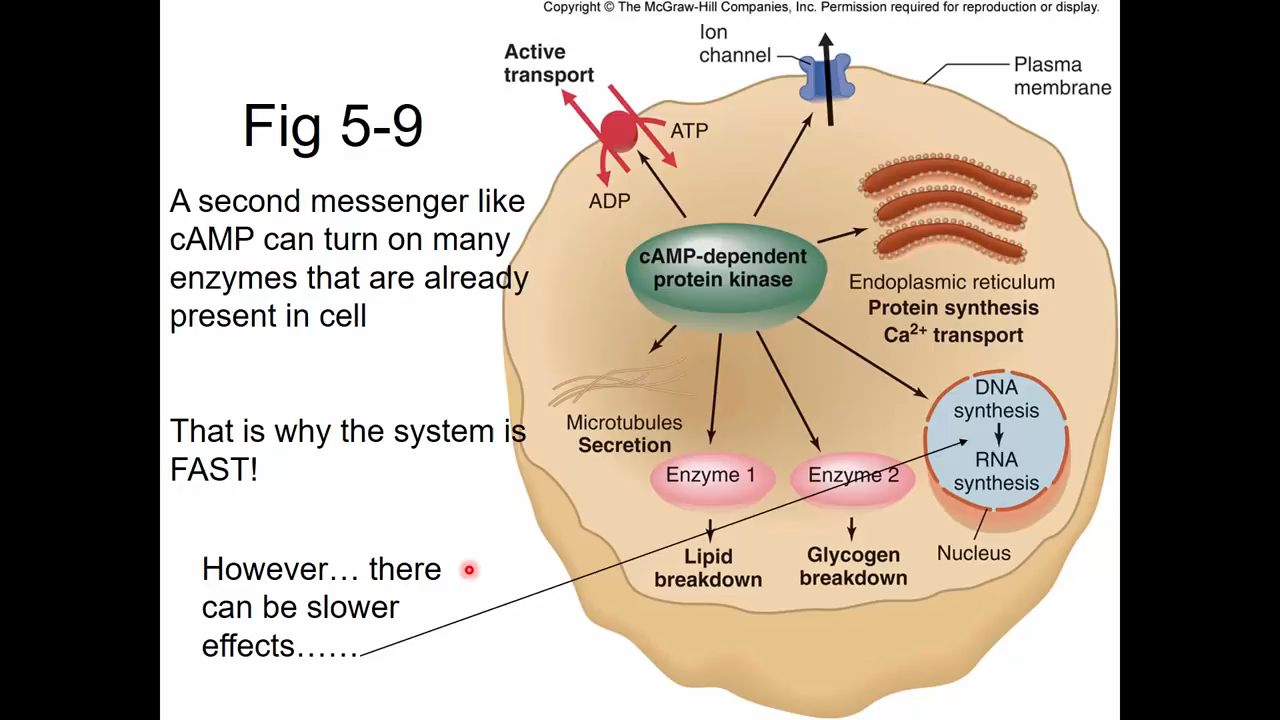 Copyright © The McGraw-Hill Companies, Inc. Permission required for reproduction or display.
Fig 5-9
A second messenger like
cAMP can turn on many
enzymes that are already
present in cell
That is why the system is
FAST!
However… there
can be slower
effects……
Active
transport
ATP
ADP
Ion
channel
Plasma
membrane
cAMP-dependent
protein kinase
Endoplasmic reticulum
Protein synthesis
Ca²⁺ transport
Microtubules
Secretion
Enzyme 1
Lipid
breakdown
Enzyme 2
Glycogen
breakdown
DNA
synthesis
RNA
synthesis
Nucleus